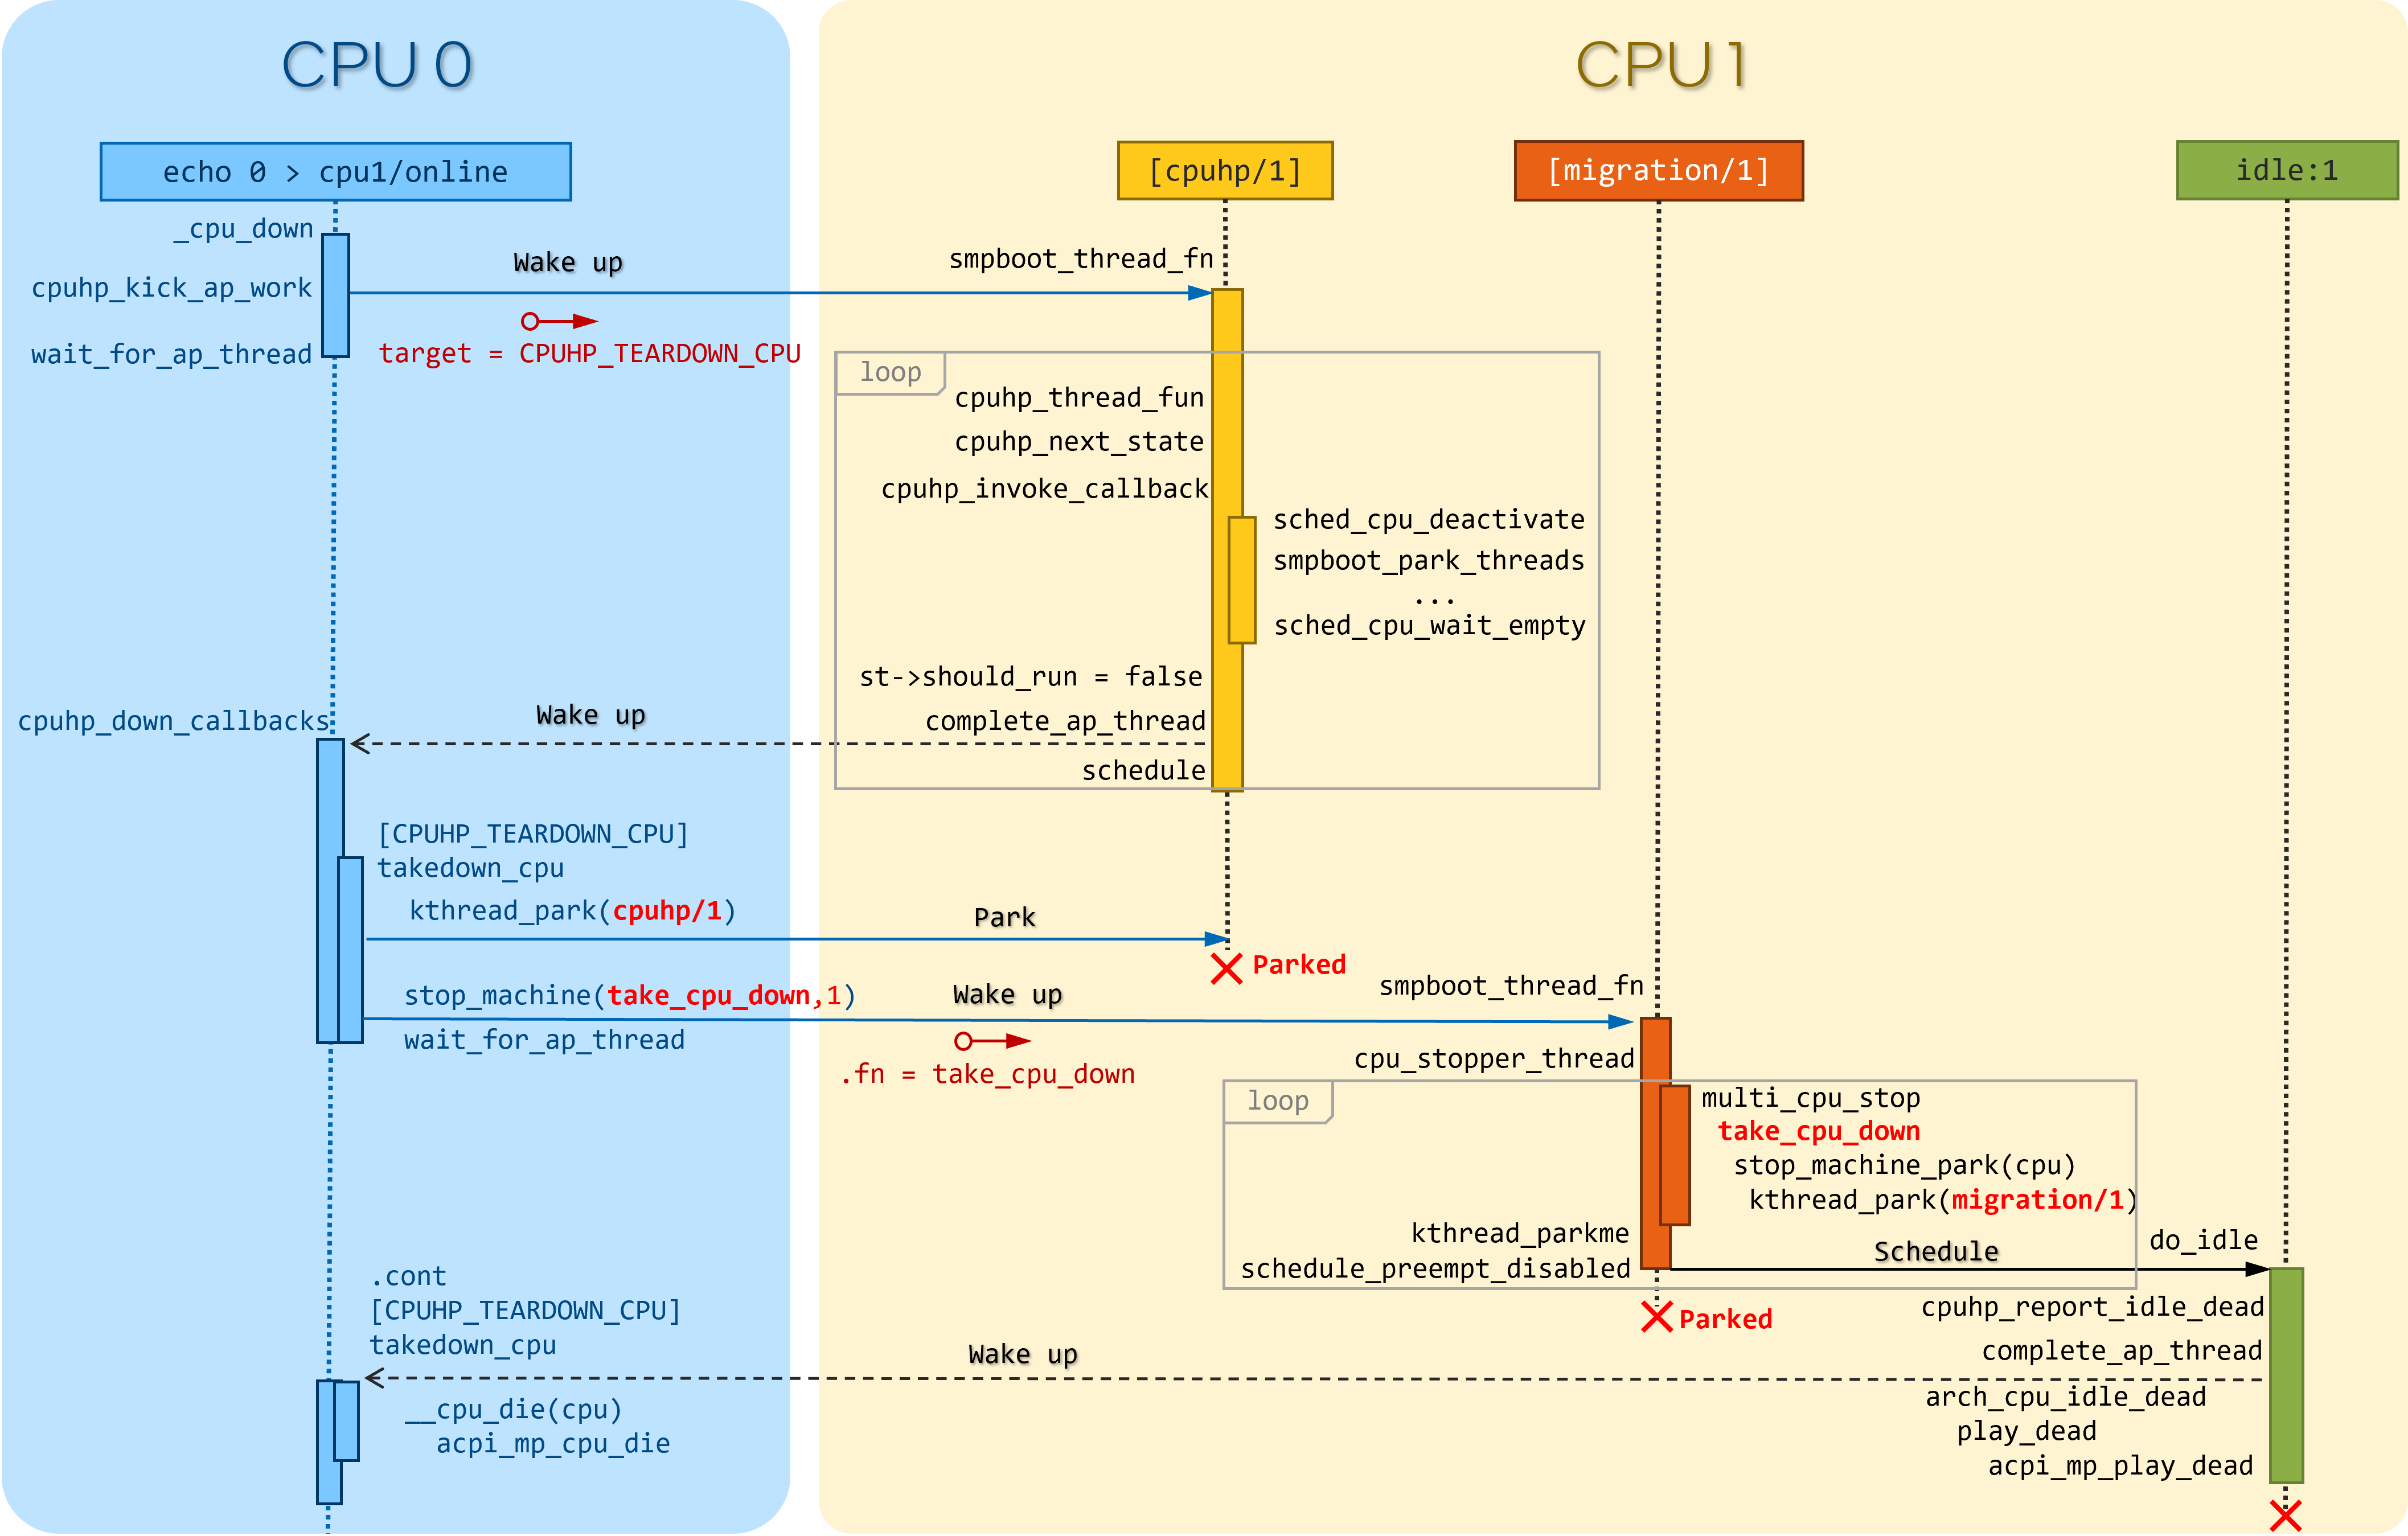 CPU 0
CPU 1
echo 0 > cpu1/online
[cpuhp/1]
[migration/1]
idle:1
_cpu_down
Wake up
smpboot_thread_fn
cpuhp_kick_ap_work
wait_for_ap_thread
target = CPUHP_TEARDOWN_CPU
loop
cpuhp_thread_fun
cpuhp_next_state
cpuhp_invoke_callback
sched_cpu_deactivate
smpboot_park_threads
...
sched_cpu_wait_empty
st->should_run = false
cpuhp_down_callbacks
Wake up
complete_ap_thread
schedule
[CPUHP_TEARDOWN_CPU]
takedown_cpu
kthread_park(cpuhp/1)
Park
Parked
stop_machine(take_cpu_down,1)
Wake up
smpboot_thread_fn
wait_for_ap_thread
.fn = take_cpu_down
cpu_stopper_thread
loop
multi_cpu_stop
take_cpu_down
stop_machine_park(cpu)
kthread_park(migration/1)
kthread_parkme
schedule_preempt_disabled
Schedule
do_idle
Parked
cpuhp_report_idle_dead
.cont
[CPUHP_TEARDOWN_CPU]
takedown_cpu
Wake up
complete_ap_thread
__cpu_die(cpu)
acpi_mp_cpu_die
arch_cpu_idle_dead
play_dead
acpi_mp_play_dead